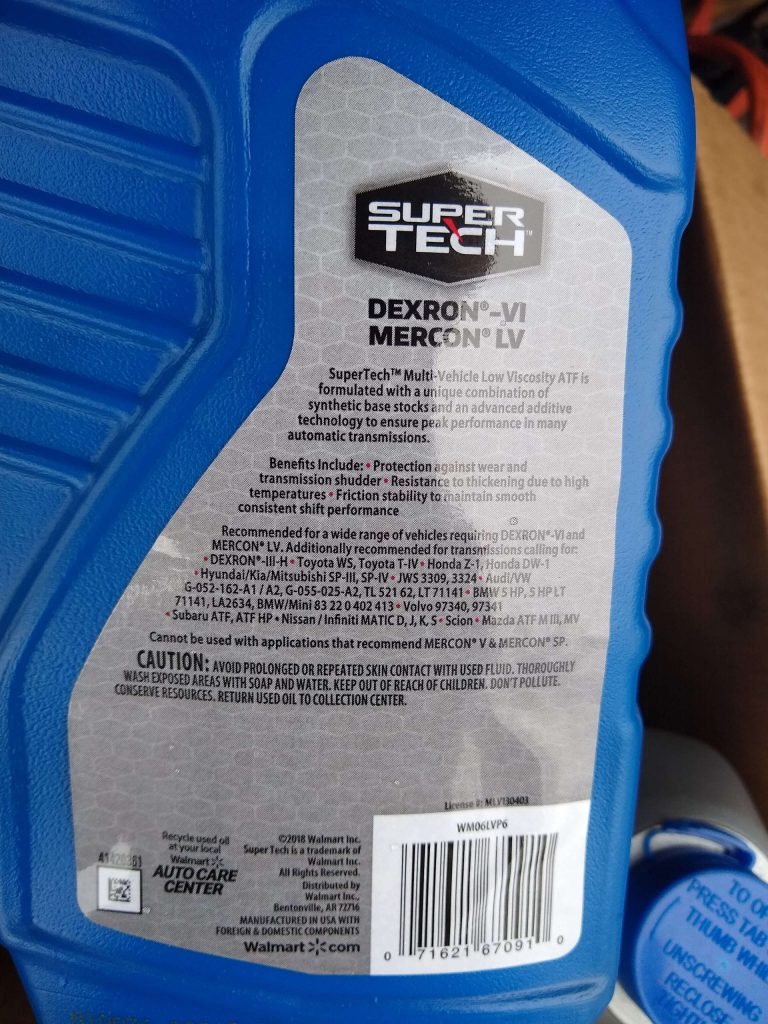 SUPER
TECH™
DEXRON®-VI
MERCON® LV
SuperTech™ Multi-Vehicle Low Viscosity ATF is
formulated with a unique combination of
synthetic base stocks and an advanced additive
technology to ensure peak performance in many
automatic transmissions.
Benefits Include: • Protection against wear and
transmission shudder • Resistance to thickening due to high
temperatures • Friction stability to maintain smooth
consistent shift performance
Recommended for a wide range of vehicles requiring DEXRON®-VI and
MERCON® LV. Additionally recommended for transmissions calling for:
• DEXRON®-III-H • Toyota WS, Toyota T-IV • Honda Z-1, Honda DW-1
• Hyundai/Kia/Mitsubishi SP-III, SP-IV • JWS 3309, 3324 • Audi/VW
G-052-162-A1 / A2, G-055-025-A2, TL 521 62, LT 71141 • BMW 5 HP, S HP LT
71141, LA2634, BMW/Mini 83 22 0 402 413 • Volvo 97340, 97341
• Subaru ATF, ATF HP • Nissan / Infiniti MATIC D, J, K, S • Scion • Mazda ATF M III, MV
Cannot be used with applications that recommend MERCON® V & MERCON® SP.
CAUTION: AVOID PROLONGED OR REPEATED SKIN CONTACT WITH USED FLUID. THOROUGHLY
WASH EXPOSED AREAS WITH SOAP AND WATER. KEEP OUT OF REACH OF CHILDREN. DON'T POLLUTE.
CONSERVE RESOURCES. RETURN USED OIL TO COLLECTION CENTER.
License #: MLV130403
WM06LVP6
0 71621 67091 0
Recycle used oil
at your local
Walmart
AUTO CARE
CENTER
©2018 Walmart Inc.
Super Tech is a trademark of
Walmart Inc.
All Rights Reserved.
Distributed by
Walmart Inc.,
Bentonville, AR 72716
MANUFACTURED IN USA WITH
FOREIGN & DOMESTIC COMPONENTS
Walmart.com
PRESS TAB
THUMB
UNSCREWING
RECLOSE